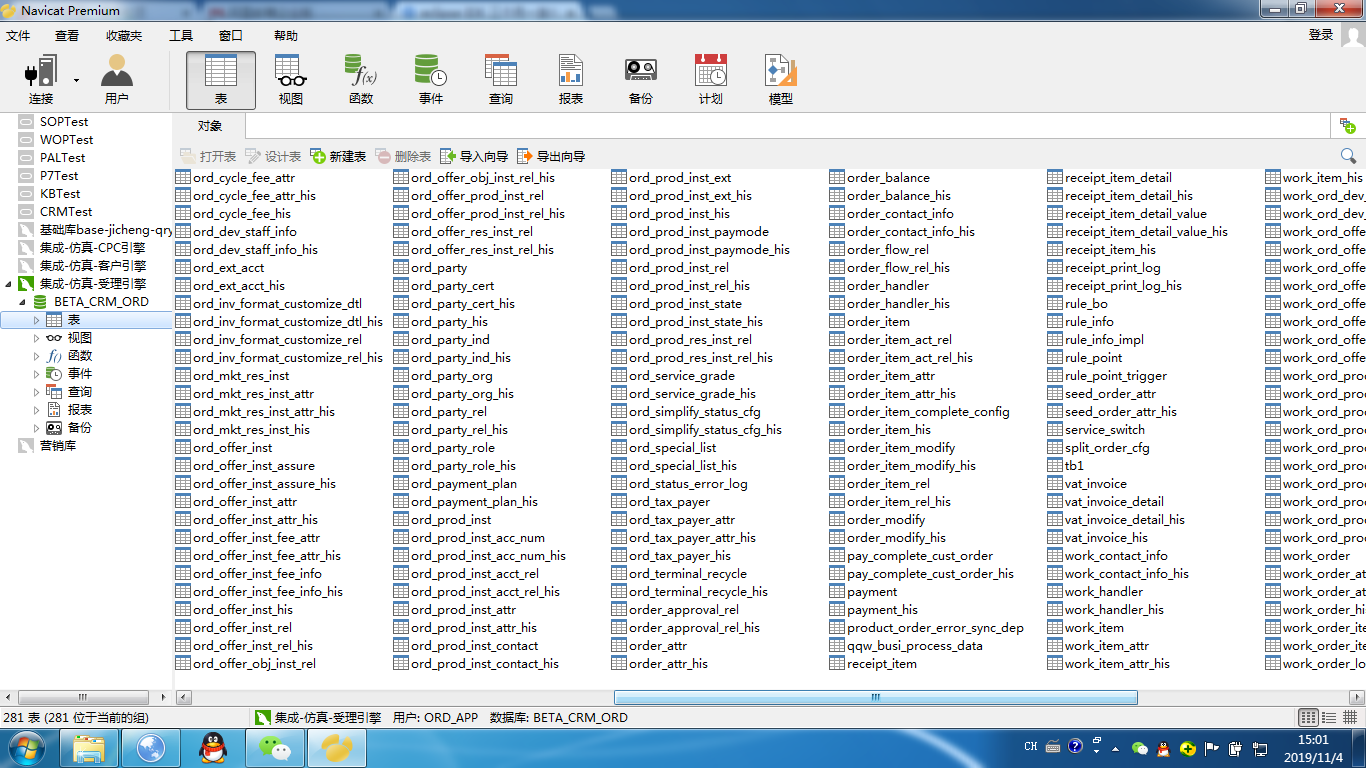 Navicat Premium
文件 查看 收藏夹 工具 窗口 帮助 登录
连接 用户 表 视图 函数 事件 查询 报表 备份 计划 模型
SOPTest
WOPTest
PALTest
P7Test
KBTest
CRMTest
基础库base-jicheng-qry
集成-仿真-CPC引擎
集成-仿真-客户引擎
集成-仿真-受理引擎
BETA_CRM_ORD
表
视图
函数
事件
查询
报表
备份
营销库
对象
打开表 设计表 新建表 删除表 导入向导 导出向导
ord_cycle_fee_attr
ord_cycle_fee_attr_his
ord_cycle_fee_his
ord_dev_staff_info
ord_dev_staff_info_his
ord_ext_acct
ord_ext_acct_his
ord_inv_format_customize_dtl
ord_inv_format_customize_dtl_his
ord_inv_format_customize_rel
ord_inv_format_customize_rel_his
ord_mkt_res_inst
ord_mkt_res_inst_attr
ord_mkt_res_inst_attr_his
ord_mkt_res_inst_his
ord_offer_inst
ord_offer_inst_assure
ord_offer_inst_assure_his
ord_offer_inst_attr
ord_offer_inst_attr_his
ord_offer_inst_fee_attr
ord_offer_inst_fee_attr_his
ord_offer_inst_fee_info
ord_offer_inst_fee_info_his
ord_offer_inst_his
ord_offer_inst_rel
ord_offer_inst_rel_his
ord_offer_obj_inst_rel
ord_offer_obj_inst_rel_his
ord_offer_prod_inst_rel
ord_offer_prod_inst_rel_his
ord_offer_res_inst_rel
ord_offer_res_inst_rel_his
ord_party
ord_party_cert
ord_party_cert_his
ord_party_his
ord_party_ind
ord_party_ind_his
ord_party_org
ord_party_org_his
ord_party_rel
ord_party_rel_his
ord_party_role
ord_party_role_his
ord_payment_plan
ord_payment_plan_his
ord_prod_inst
ord_prod_inst_acc_num
ord_prod_inst_acc_num_his
ord_prod_inst_acct_rel
ord_prod_inst_acct_rel_his
ord_prod_inst_attr
ord_prod_inst_attr_his
ord_prod_inst_contact
ord_prod_inst_contact_his
ord_prod_inst_ext
ord_prod_inst_ext_his
ord_prod_inst_his
ord_prod_inst_paymode
ord_prod_inst_paymode_his
ord_prod_inst_rel
ord_prod_inst_rel_his
ord_prod_inst_state
ord_prod_inst_state_his
ord_prod_res_inst_rel
ord_prod_res_inst_rel_his
ord_service_grade
ord_service_grade_his
ord_simplify_status_cfg
ord_simplify_status_cfg_his
ord_special_list
ord_special_list_his
ord_status_error_log
ord_tax_payer
ord_tax_payer_attr
ord_tax_payer_attr_his
ord_tax_payer_his
ord_terminal_recycle
ord_terminal_recycle_his
order_approval_rel
order_approval_rel_his
order_attr
order_attr_his
order_balance
order_balance_his
order_contact_info
order_contact_info_his
order_flow_rel
order_flow_rel_his
order_handler
order_handler_his
order_item
order_item_act_rel
order_item_act_rel_his
order_item_attr
order_item_attr_his
order_item_complete_config
order_item_his
order_item_modify
order_item_modify_his
order_item_rel
order_item_rel_his
order_modify
order_modify_his
pay_complete_cust_order
pay_complete_cust_order_his
payment
payment_his
product_order_error_sync_dep
qqw_busi_process_data
receipt_item
receipt_item_detail
receipt_item_detail_his
receipt_item_detail_value
receipt_item_detail_value_his
receipt_item_his
receipt_print_log
receipt_print_log_his
rule_bo
rule_info
rule_info_impl
rule_point
rule_point_trigger
seed_order_attr
seed_order_attr_his
service_switch
split_order_cfg
tb1
vat_invoice
vat_invoice_detail
vat_invoice_detail_his
vat_invoice_his
work_contact_info
work_contact_info_his
work_handler
work_handler_his
work_item
work_item_attr
work_item_attr_his
work_item_his
work_ord_dev_
work_ord_dev_
work_ord_offe
work_ord_offe
work_ord_offe
work_ord_offe
work_ord_offe
work_ord_offe
work_ord_offe
work_ord_offe
work_ord_proc
work_ord_proc
work_ord_proc
work_ord_proc
work_ord_proc
work_ord_proc
work_ord_proc
work_ord_proc
work_ord_proc
work_ord_proc
work_order
work_order_at
work_order_at
work_order_hi
work_order_ite
work_order_ite
work_order_lo
281 表 (281 位于当前的组) 集成-仿真-受理引擎 用户: ORD_APP 数据库: BETA_CRM_ORD
CH
15:01
2019/11/4